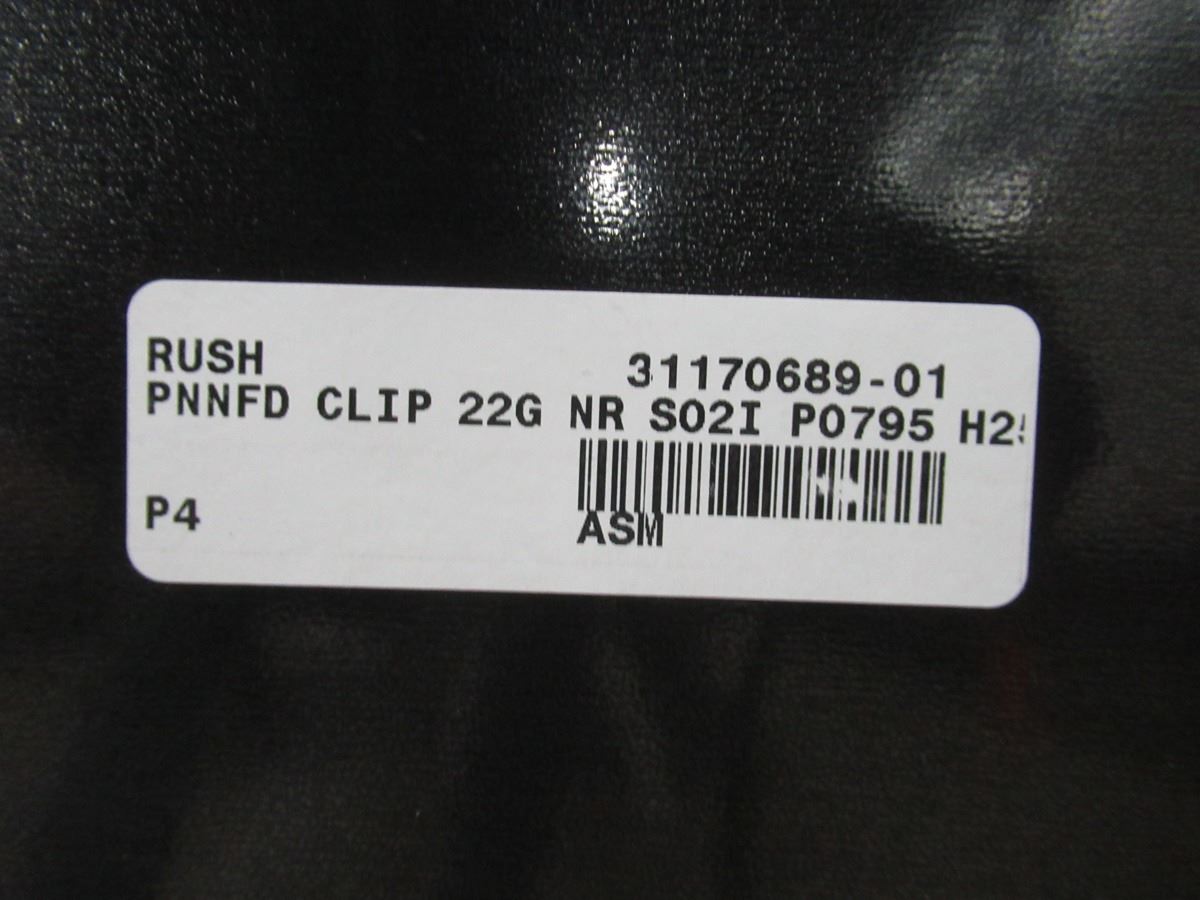 RUSH 31170689-01
PNNFD CLIP 22G NR S02I P0795
P4
ASM